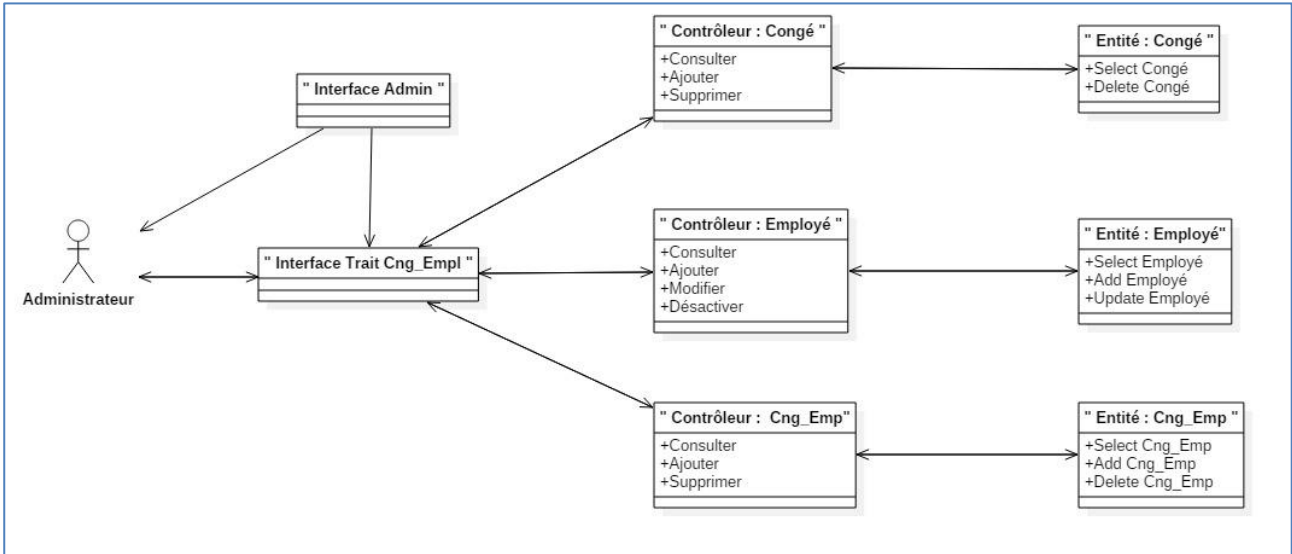 " Interface Admin "
Administrateur
" Interface Trait Cng_Empl "
" Contrôleur : Congé "
+Consulter
+Ajouter
+Supprimer
" Entité : Congé "
+Select Congé
+Delete Congé
" Contrôleur : Employé "
+Consulter
+Ajouter
+Modifier
+Désactiver
" Entité : Employé"
+Select Employé
+Add Employé
+Update Employé
" Contrôleur : Cng_Emp"
+Consulter
+Ajouter
+Supprimer
" Entité : Cng_Emp "
+Select Cng_Emp
+Add Cng_Emp
+Delete Cng_Emp